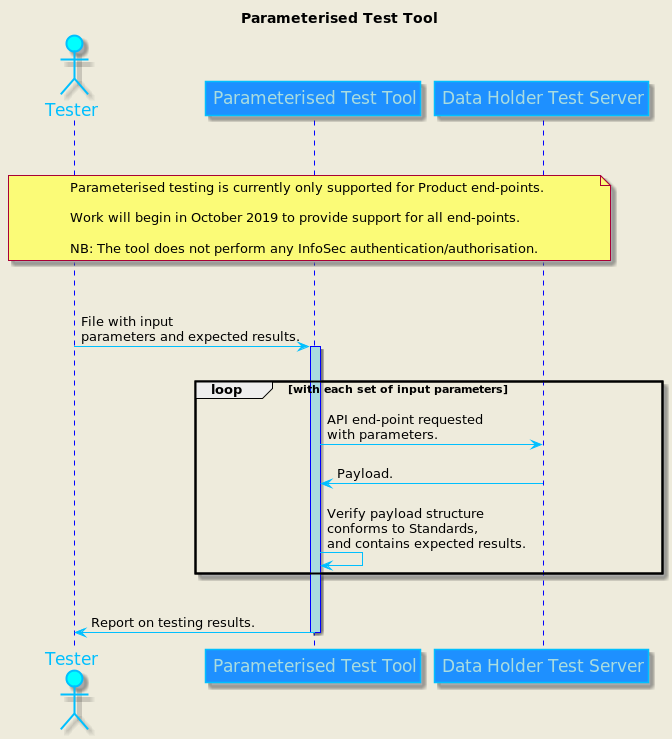 Parameterised Test Tool
Tester
Parameterised Test Tool
Data Holder Test Server
Parameterised testing is currently only supported for Product end-points.
Work will begin in October 2019 to provide support for all end-points.
NB: The tool does not perform any InfoSec authentication/authorisation.
File with input
parameters and expected results.
loop
[with each set of input parameters]
API end-point requested
with parameters.
Payload.
Verify payload structure
conforms to Standards,
and contains expected results.
Report on testing results.
Tester
Parameterised Test Tool
Data Holder Test Server